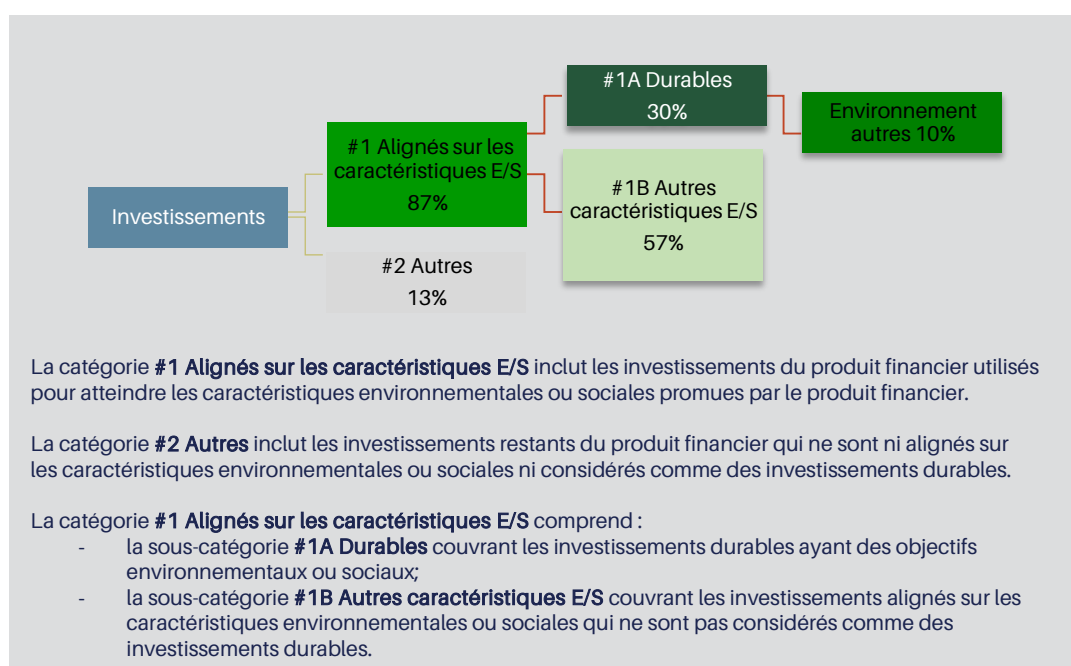 #1A Durables
30%
Environnement
autres 10%
#1 Alignés sur les
caractéristiques E/S
87%
#1B Autres
caractéristiques E/S
57%
Investissements
#2 Autres
13%
La catégorie #1 Alignés sur les caractéristiques E/S inclut les investissements du produit financier utilisés
pour atteindre les caractéristiques environnementales ou sociales promues par le produit financier.
La catégorie #2 Autres inclut les investissements restants du produit financier qui ne sont ni alignés sur
les caractéristiques environnementales ou sociales ni considérés comme des investissements durables.
La catégorie #1 Alignés sur les caractéristiques E/S comprend :
- la sous-catégorie #1A Durables couvrant les investissements durables ayant des objectifs
environnementaux ou sociaux;
- la sous-catégorie #1B Autres caractéristiques E/S couvrant les investissements alignés sur les
caractéristiques environnementales ou sociales qui ne sont pas considérés comme des
investissements durables.